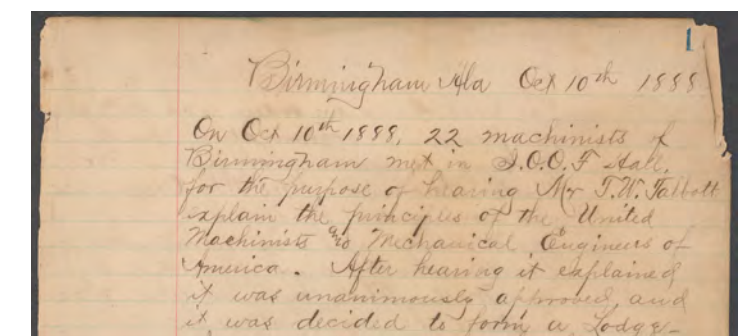 1
Birmingham Ala Oct 10th 1888
On Oct 10th 1888, 22 machinists of
Birmingham met in I.O.O.F Hall,
for the purpose of hearing Mr T.W. Talbott
explain the principles of the United
Machinists and Mechanical Engineers of
America. After hearing it explained
it was unanimously approved, and
it was decided to form a Lodge